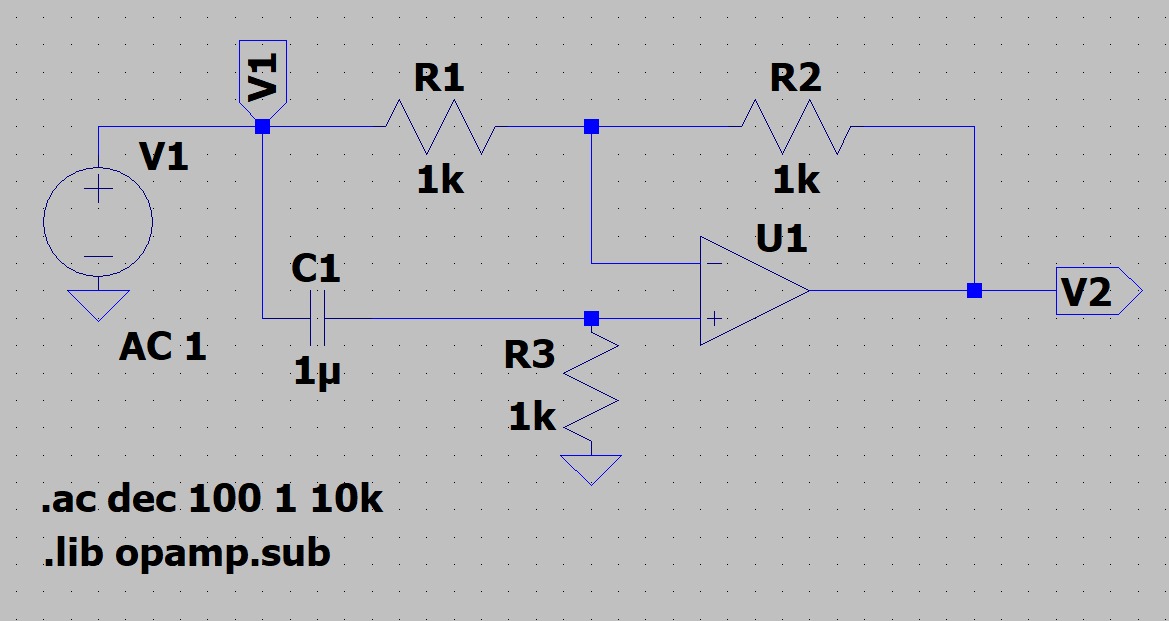 V1
R1
R2
V1
1k
1k
U1
C1
V2
AC 1
1µ
R3
1k
.ac dec 100 1 10k
.lib opamp.sub